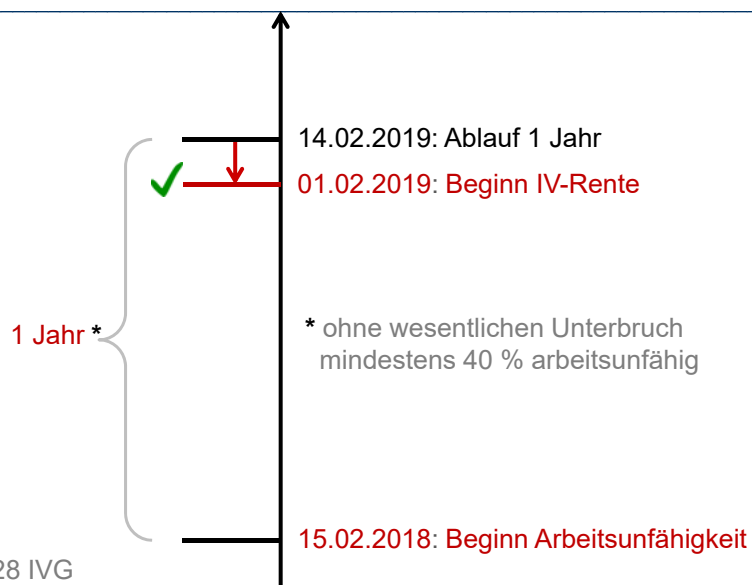 14.02.2019: Ablauf 1 Jahr
01.02.2019: Beginn IV-Rente
1 Jahr *
* ohne wesentlichen Unterbruch
mindestens 40 % arbeitsunfähig
15.02.2018: Beginn Arbeitsunfähigkeit
28 IVG